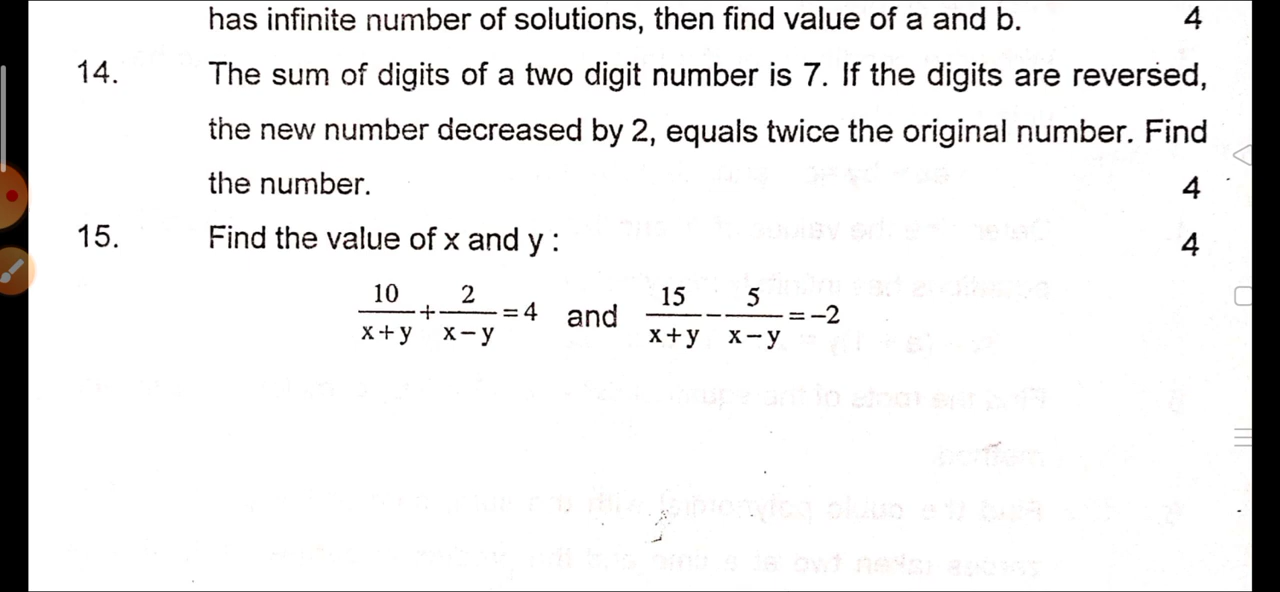 has infinite number of solutions, then find value of a and b. 4
14. The sum of digits of a two digit number is 7. If the digits are reversed,
the new number decreased by 2, equals twice the original number. Find
the number. 4
15. Find the value of x and y : 4
10/(x+y) + 2/(x−y) = 4 and 15/(x+y) − 5/(x−y) = −2